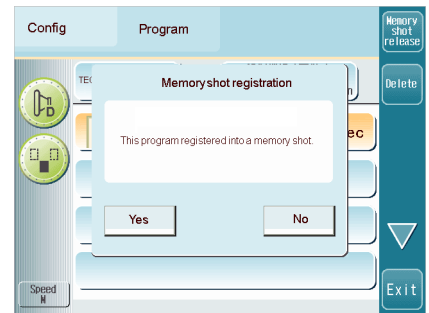 Config
Program
Memory
shot
release
Delete
TEC
Memory shot registration
ec
This program registered into a memory shot.
D
Yes
No
Speed
M
Exit